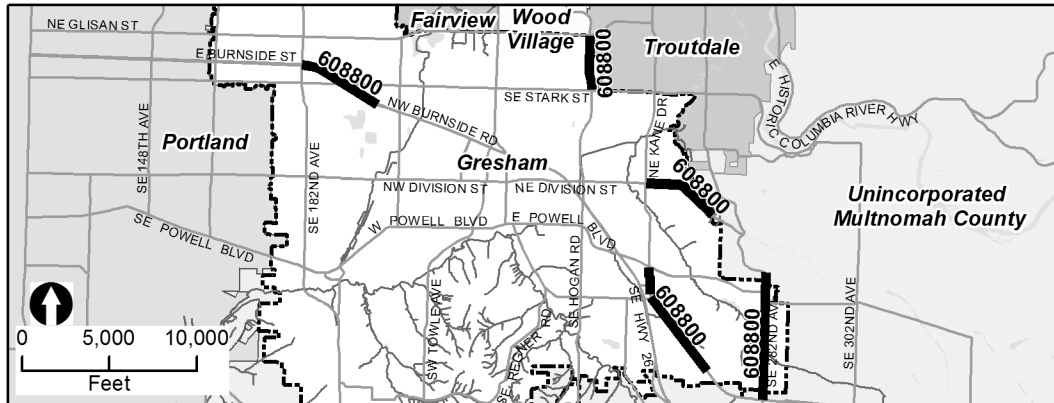 NE GLISAN ST
Fairview
Wood
Village
Troutdale
E BURNSIDE ST
608800
608800
E HISTORIC COLUMBIA RIVER HWY
SE STARK ST
NW BURNSIDE RD
NE KANE DR
Portland
SE 148TH AVE
SE 182ND AVE
Gresham
NW DIVISION ST
NE DIVISION ST
608800
Unincorporated
Multnomah County
SE POWELL BLVD
W POWELL BLVD
E POWELL BLVD
SE HOGAN RD
SE HWY 26
608800
608800
SE 282ND AVE
SE 302ND AVE
SW TOWLE AVE
SE REGNER RD
0 5,000 10,000
Feet